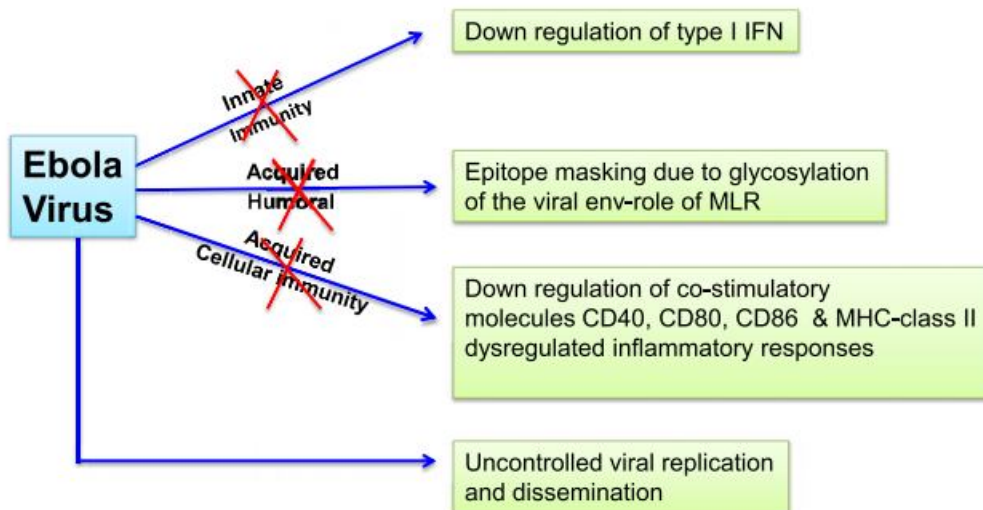 Down regulation of type I IFN
Innate
Immunity
Ebola
Virus
Acquired
Humoral
Epitope masking due to glycosylation
of the viral env-role of MLR
Acquired
Cellular immunity
Down regulation of co-stimulatory
molecules CD40, CD80, CD86 & MHC-class II
dysregulated inflammatory responses
Uncontrolled viral replication
and dissemination